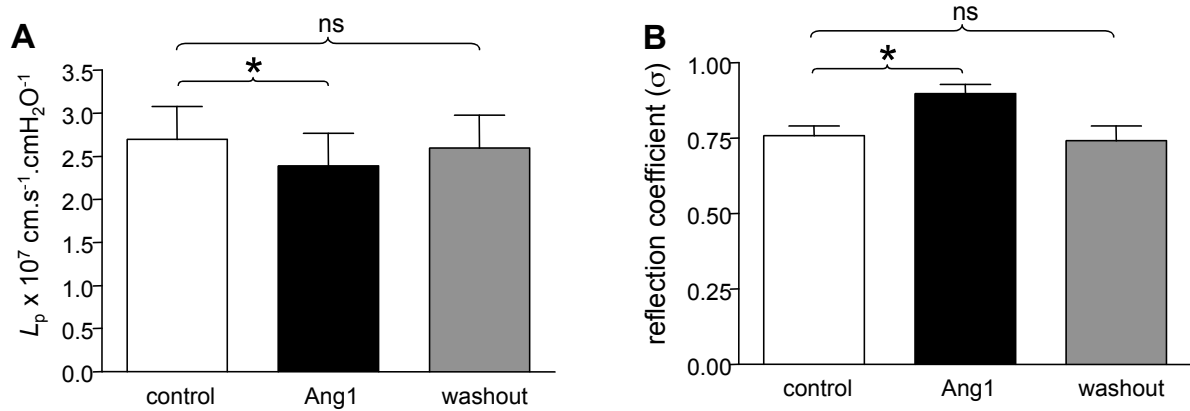 A
ns
*
3.5
3.0
2.5
2.0
1.5
1.0
0.5
0.0
Lp x 10⁷ cm.s⁻¹.cmH₂O⁻¹
control Ang1 washout
B
ns
*
1.00
0.75
0.50
0.25
0.00
reflection coefficient (σ)
control Ang1 washout